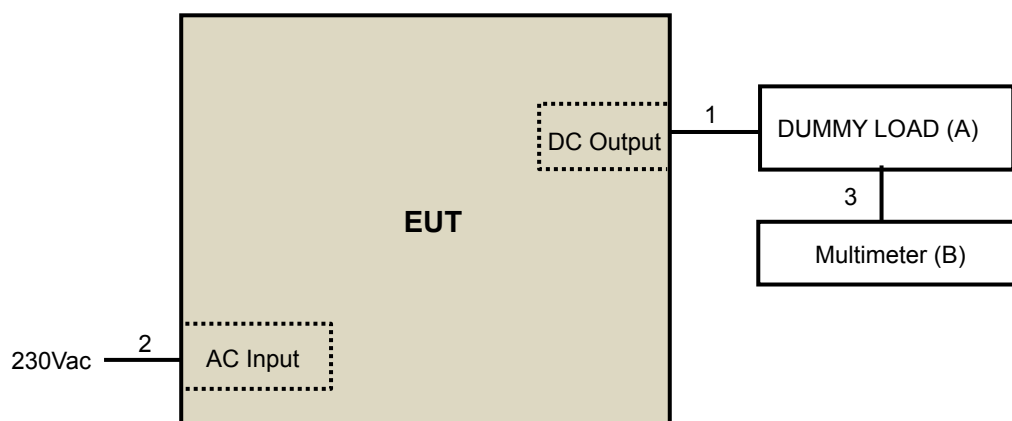 1
DUMMY LOAD (A)
DC Output
3
EUT
Multimeter (B)
2
230Vac
AC Input